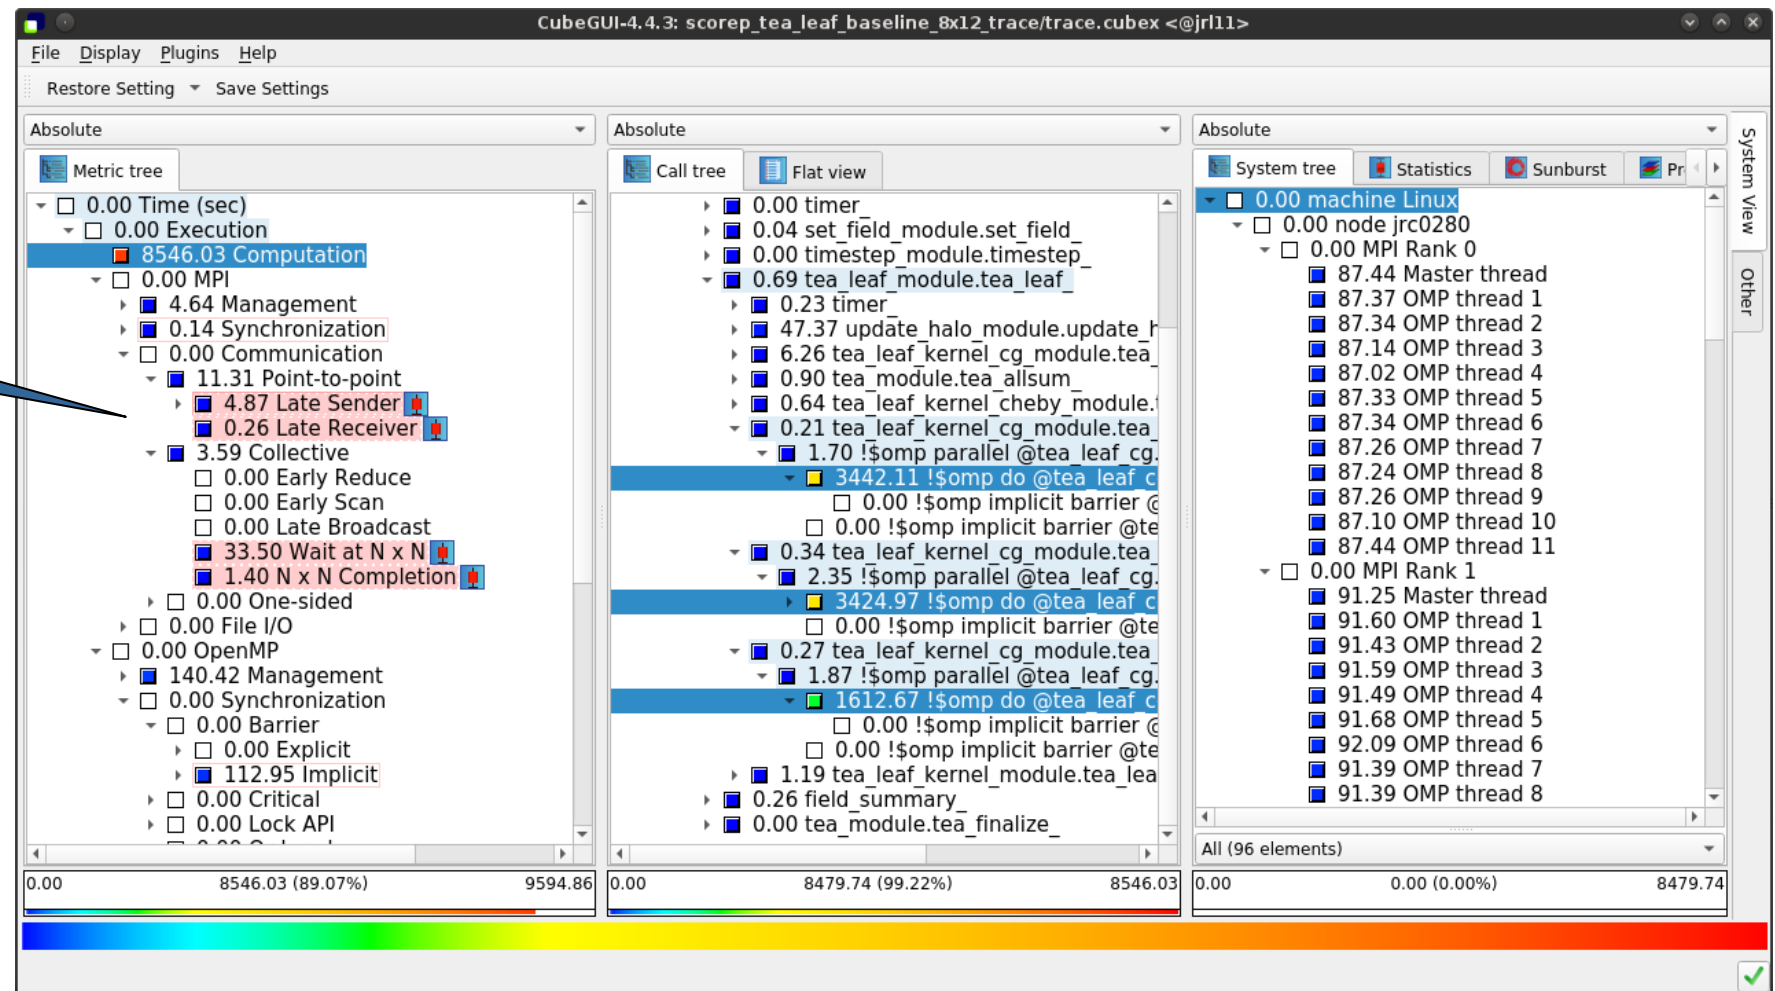 CubeGUI-4.4.3: scorep_tea_leaf_baseline_8x12_trace/trace.cubex <@jrl11>
File Display Plugins Help
Restore Setting Save Settings
Absolute
Metric tree
0.00 Time (sec)
0.00 Execution
8546.03 Computation
0.00 MPI
4.64 Management
0.14 Synchronization
0.00 Communication
11.31 Point-to-point
4.87 Late Sender
0.26 Late Receiver
3.59 Collective
0.00 Early Reduce
0.00 Early Scan
0.00 Late Broadcast
33.50 Wait at N x N
1.40 N x N Completion
0.00 One-sided
0.00 File I/O
0.00 OpenMP
140.42 Management
0.00 Synchronization
0.00 Barrier
0.00 Explicit
112.95 Implicit
0.00 Critical
0.00 Lock API
0.00 8546.03 (89.07%) 9594.86
Absolute
Call tree Flat view
0.00 timer_
0.04 set_field_module.set_field_
0.00 timestep_module.timestep_
0.69 tea_leaf_module.tea_leaf_
0.23 timer_
47.37 update_halo_module.update_h
6.26 tea_leaf_kernel_cg_module.tea_
0.90 tea_module.tea_allsum_
0.64 tea_leaf_kernel_cheby_module.t
0.21 tea_leaf_kernel_cg_module.tea_
1.70 !$omp parallel @tea_leaf_cg.
3442.11 !$omp do @tea_leaf_c
0.00 !$omp implicit barrier @
0.00 !$omp implicit barrier @te
0.34 tea_leaf_kernel_cg_module.tea_
2.35 !$omp parallel @tea_leaf_cg.
3424.97 !$omp do @tea_leaf_c
0.00 !$omp implicit barrier @te
0.27 tea_leaf_kernel_cg_module.tea_
1.87 !$omp parallel @tea_leaf_cg.
1612.67 !$omp do @tea_leaf_c
0.00 !$omp implicit barrier @
0.00 !$omp implicit barrier @te
1.19 tea_leaf_kernel_module.tea_lea
0.26 field_summary_
0.00 tea_module.tea_finalize_
0.00 8479.74 (99.22%) 8546.03
Absolute
System tree Statistics Sunburst Pr
0.00 machine Linux
0.00 node jrc0280
0.00 MPI Rank 0
87.44 Master thread
87.37 OMP thread 1
87.34 OMP thread 2
87.14 OMP thread 3
87.02 OMP thread 4
87.33 OMP thread 5
87.34 OMP thread 6
87.26 OMP thread 7
87.24 OMP thread 8
87.26 OMP thread 9
87.10 OMP thread 10
87.44 OMP thread 11
0.00 MPI Rank 1
91.25 Master thread
91.60 OMP thread 1
91.43 OMP thread 2
91.59 OMP thread 3
91.49 OMP thread 4
91.68 OMP thread 5
92.09 OMP thread 6
91.39 OMP thread 7
91.39 OMP thread 8
All (96 elements)
0.00 0.00 (0.00%) 8479.74
System View
Other